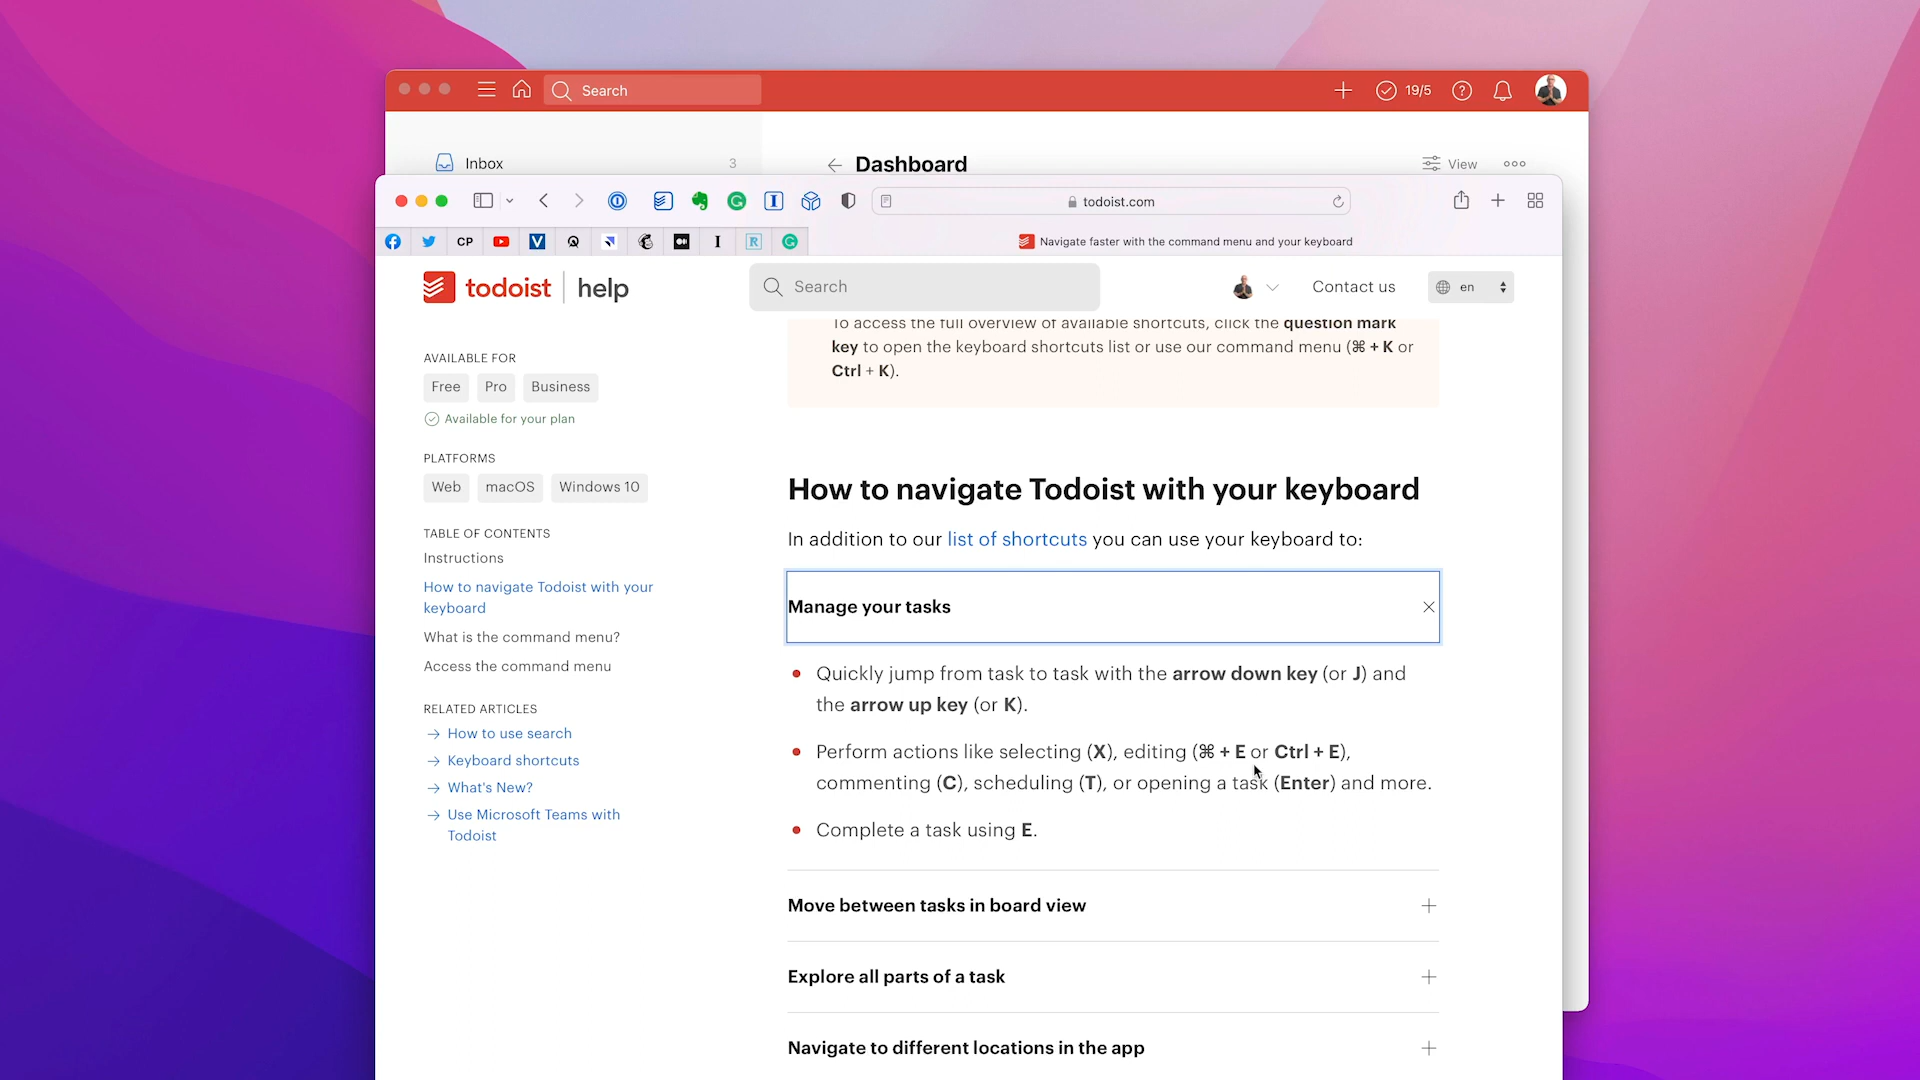 Search
19/5
Inbox
3
Dashboard
View
todoist.com
CP
Navigate faster with the command menu and your keyboard
todoist help
Search
Contact us
en
AVAILABLE FOR
Free Pro Business
Available for your plan
PLATFORMS
Web macOS Windows 10
TABLE OF CONTENTS
Instructions
How to navigate Todoist with your
keyboard
What is the command menu?
Access the command menu
RELATED ARTICLES
How to use search
Keyboard shortcuts
What's New?
Use Microsoft Teams with
Todoist
To access the full overview of available shortcuts, click the question mark
key to open the keyboard shortcuts list or use our command menu (⌘ + K or
Ctrl + K).
How to navigate Todoist with your keyboard
In addition to our list of shortcuts you can use your keyboard to:
Manage your tasks
Quickly jump from task to task with the arrow down key (or J) and
the arrow up key (or K).
Perform actions like selecting (X), editing (⌘ + E or Ctrl + E),
commenting (C), scheduling (T), or opening a task (Enter) and more.
Complete a task using E.
Move between tasks in board view
Explore all parts of a task
Navigate to different locations in the app